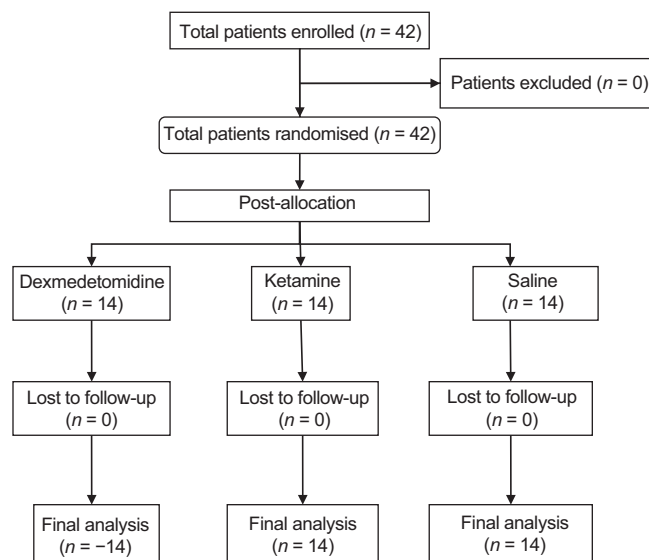 Total patients enrolled (n = 42)
Patients excluded (n = 0)
Total patients randomised (n = 42)
Post-allocation
Dexmedetomidine
(n = 14)
Ketamine
(n = 14)
Saline
(n = 14)
Lost to follow-up
(n = 0)
Lost to follow-up
(n = 0)
Lost to follow-up
(n = 0)
Final analysis
(n = −14)
Final analysis
(n = 14)
Final analysis
(n = 14)